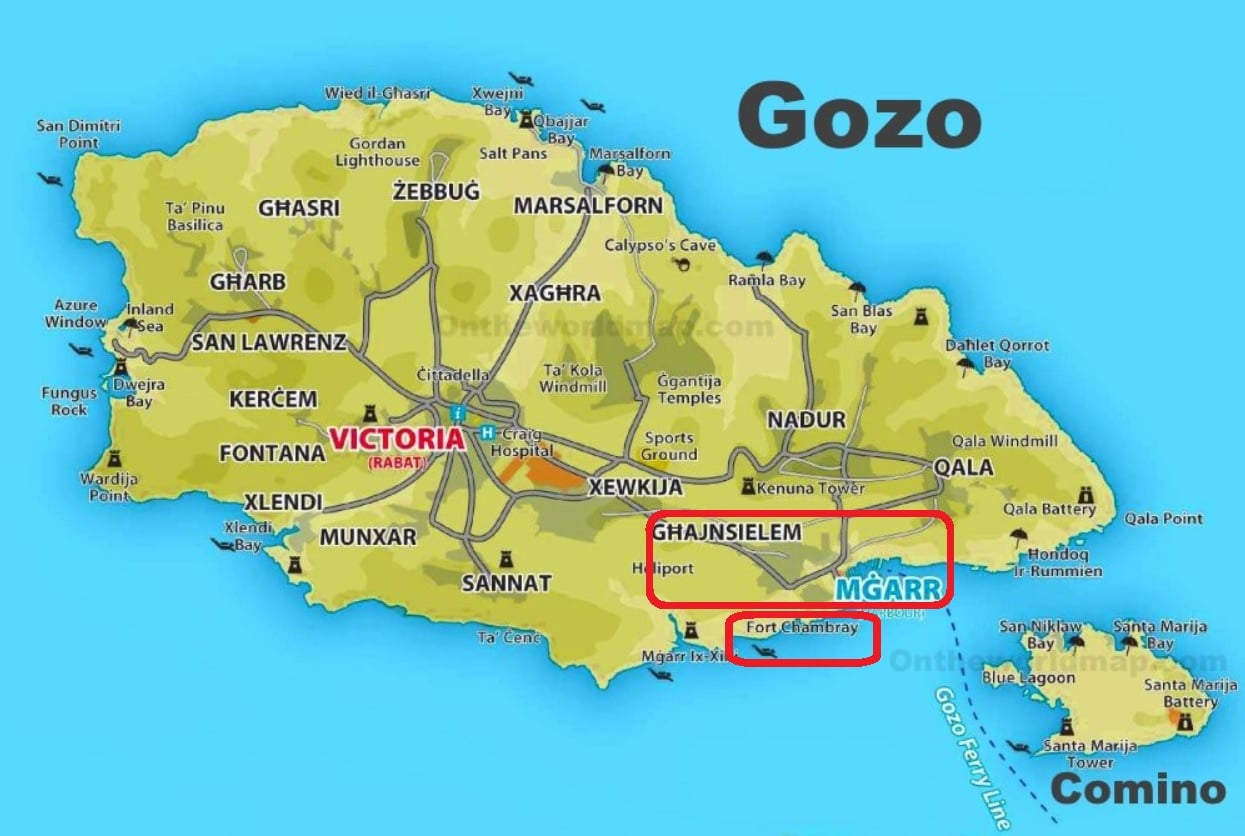 Gozo
Wied il-Għasri
Xwejni
Bay
Qbajjar
Bay
San Dimitri
Point
Gordan
Lighthouse
Salt Pans
Marsalforn
Bay
ŻEBBUĠ
GĦASRI
MARSALFORN
Ta' Pinu
Basilica
Calypso's Cave
GĦARB
Ramla Bay
XAGĦRA
Azure
Window
Inland
Sea
San Blas
Bay
Ontheworldmap.com
SAN LAWRENZ
Daħlet Qorrot
Bay
Fungus
Rock
Dwejra
Bay
Ċittadella
Ta' Kola
Windmill
Ġgantija
Temples
KERĊEM
i
NADUR
VICTORIA
(RABAT)
H
Craig
Hospital
Sports
Ground
Qala Windmill
FONTANA
QALA
Wardija
Point
XEWKIJA
Kenuna Tower
XLENDI
Qala Battery
Qala Point
Xlendi
Bay
MUNXAR
GĦAJNSIELEM
Ħondoq
Ir-Rummien
Heliport
SANNAT
MĠARR
Fort Chambray
San Niklaw
Bay
Santa Marija
Bay
Ta' Ċenċ
Mġarr Ix-Xini
Ontheworldmap.com
Blue Lagoon
Santa Marija
Battery
Gozo Ferry Line
Santa Marija
Tower
Comino